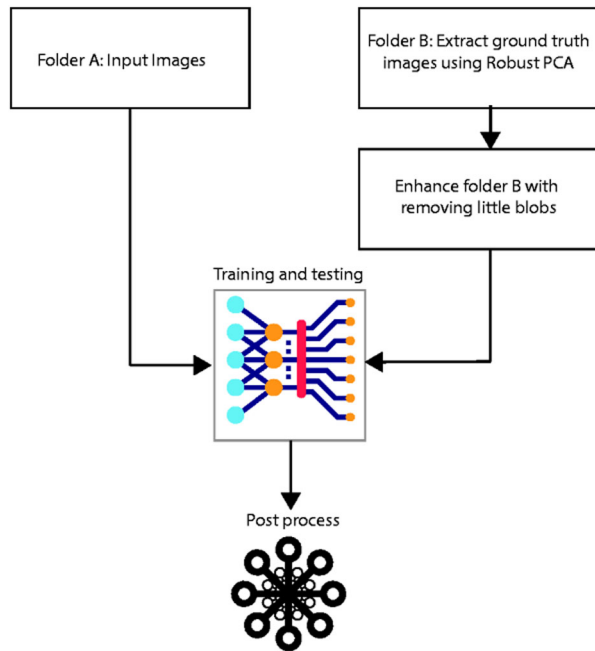 Folder A: Input Images
Folder B: Extract ground truth
images using Robust PCA
Enhance folder B with
removing little blobs
Training and testing
Post process